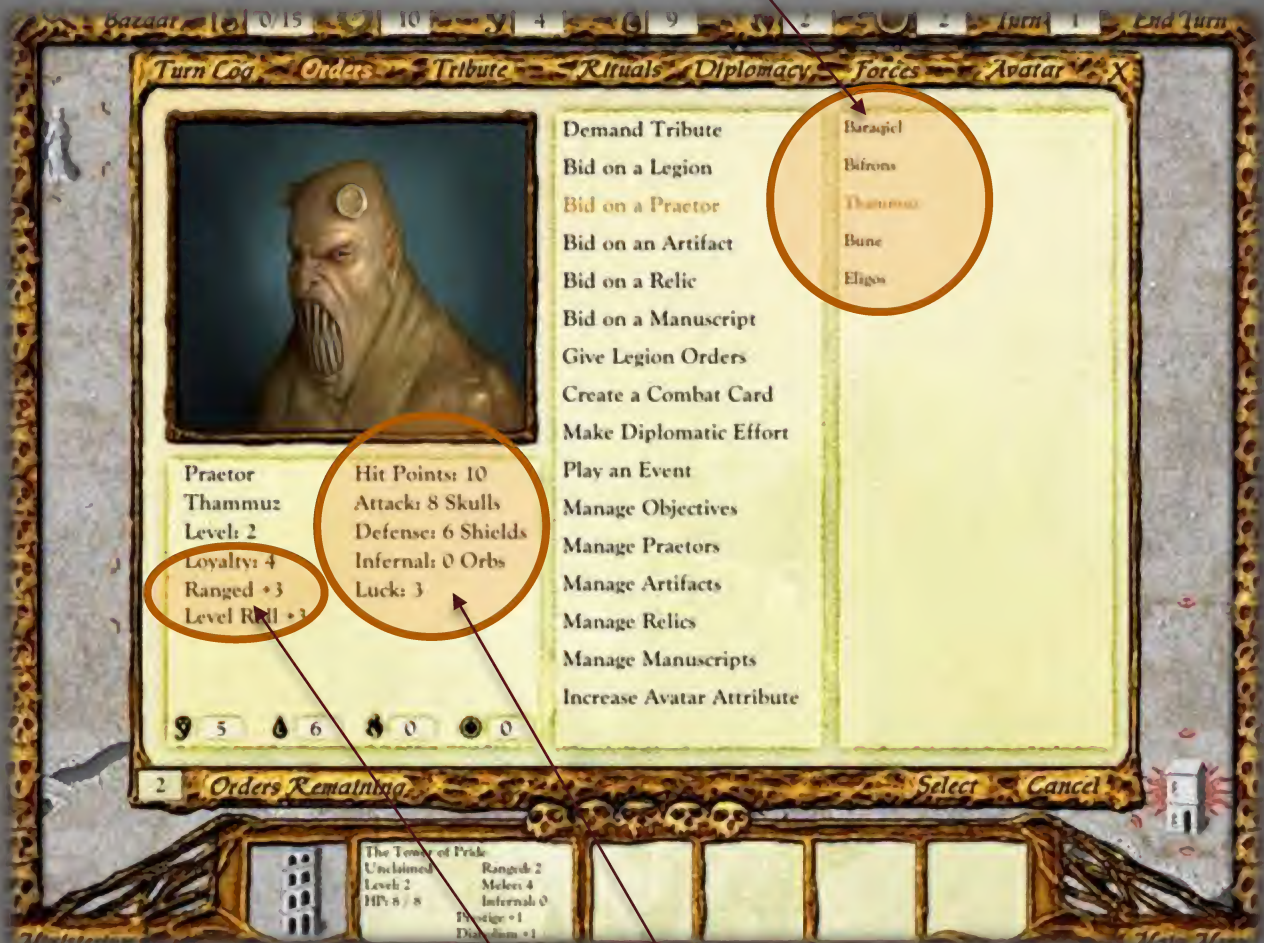 Bazaar 0/15 10 4 9 2 2 Turn 1 End Turn
Turn Log Orders Tribute Rituals Diplomacy Forces Avatar X
Demand Tribute
Bid on a Legion
Bid on a Praetor
Bid on an Artifact
Bid on a Relic
Bid on a Manuscript
Give Legion Orders
Create a Combat Card
Make Diplomatic Effort
Play an Event
Manage Objectives
Manage Praetors
Manage Artifacts
Manage Relics
Manage Manuscripts
Increase Avatar Attribute
Baraqiel
Bifrons
Thammuz
Bune
Eligos
Praetor
Thammuz
Level: 2
Loyalty: 4
Ranged +3
Level Roll +3
Hit Points: 10
Attack: 8 Skulls
Defense: 6 Shields
Infernal: 0 Orbs
Luck: 3
5 6 0 0
2 Orders Remaining Select Cancel
The Tower of Pride
Unclaimed Ranged: 2
Level: 2 Melee: 4
HP: 8 / 8 Infernal: 0
Prestige +1
Diabolism +1